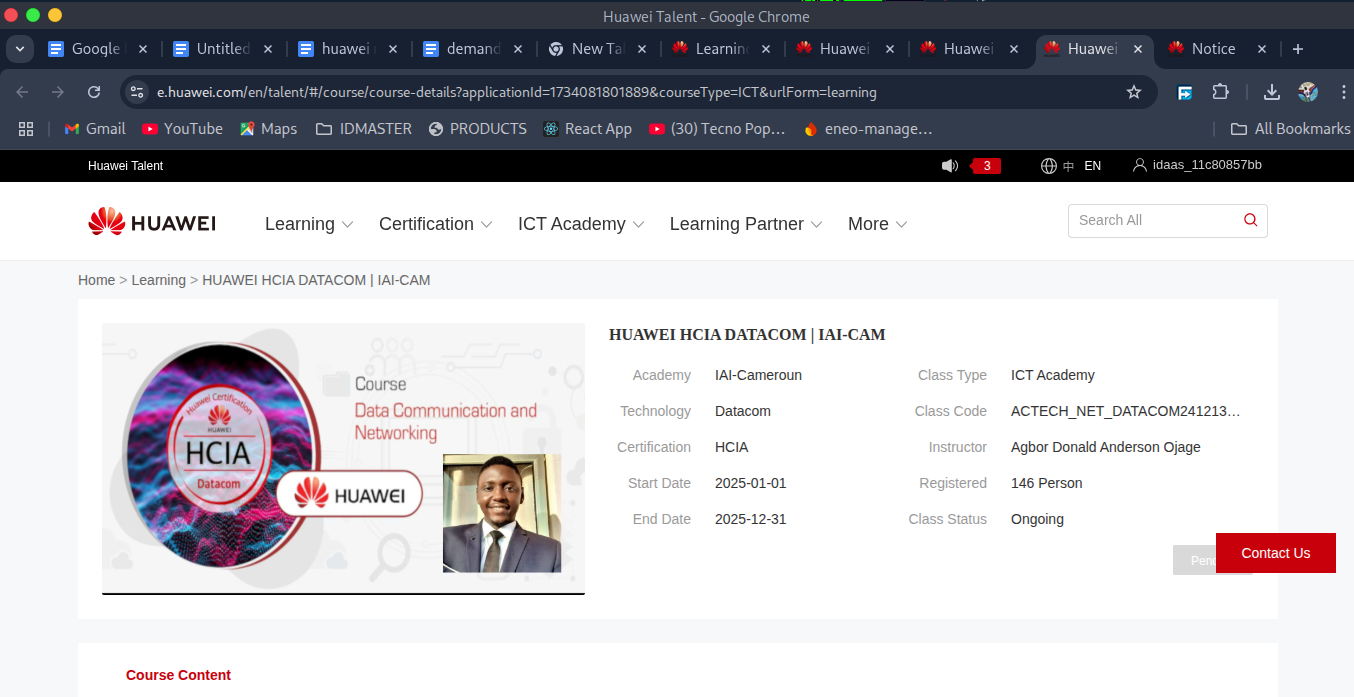 Huawei Talent - Google Chrome
Google Untitled huawei demand New Ta Learning Huawei Huawei Huawei Notice
e.huawei.com/en/talent/#/course/course-details?applicationId=1734081801889&courseType=ICT&urlForm=learning
Gmail YouTube Maps IDMASTER PRODUCTS React App (30) Tecno Pop... eneo-manage... All Bookmarks
Huawei Talent 3 中 EN idaas_11c80857bb
HUAWEI Learning Certification ICT Academy Learning Partner More Search All
Home > Learning > HUAWEI HCIA DATACOM | IAI-CAM
Huawei Certification
HUAWEI
HCIA
Datacom
Course
Data Communication and
Networking
HUAWEI
HUAWEI HCIA DATACOM | IAI-CAM
Academy IAI-Cameroun Class Type ICT Academy
Technology Datacom Class Code ACTECH_NET_DATACOM241213...
Certification HCIA Instructor Agbor Donald Anderson Ojage
Start Date 2025-01-01 Registered 146 Person
End Date 2025-12-31 Class Status Ongoing
Contact Us
Course Content